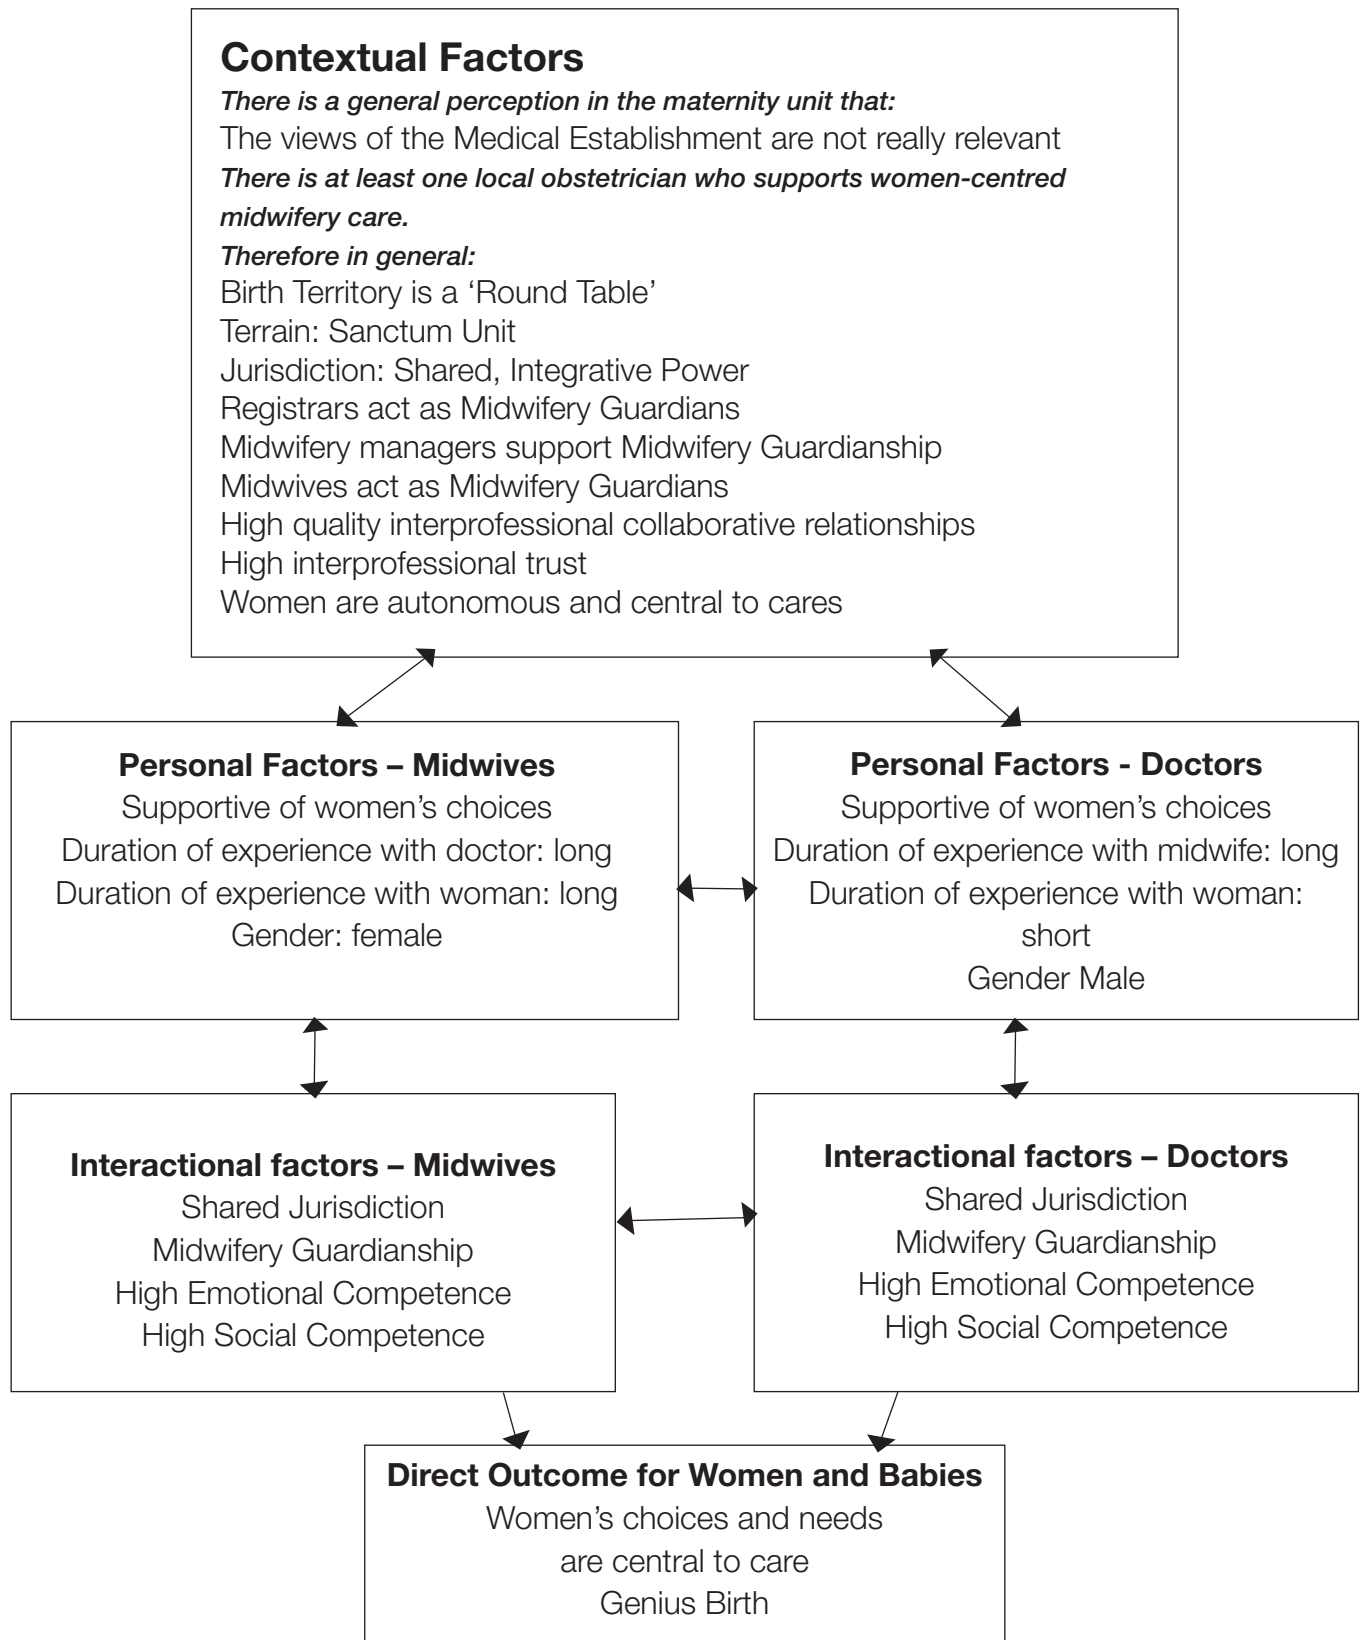 Contextual Factors
There is a general perception in the maternity unit that:
The views of the Medical Establishment are not really relevant
There is at least one local obstetrician who supports women-centred
midwifery care.
Therefore in general:
Birth Territory is a ‘Round Table’
Terrain: Sanctum Unit
Jurisdiction: Shared, Integrative Power
Registrars act as Midwifery Guardians
Midwifery managers support Midwifery Guardianship
Midwives act as Midwifery Guardians
High quality interprofessional collaborative relationships
High interprofessional trust
Women are autonomous and central to cares
Personal Factors – Midwives
Supportive of women’s choices
Duration of experience with doctor: long
Duration of experience with woman: long
Gender: female
Personal Factors - Doctors
Supportive of women’s choices
Duration of experience with midwife: long
Duration of experience with woman:
short
Gender Male
Interactional factors – Midwives
Shared Jurisdiction
Midwifery Guardianship
High Emotional Competence
High Social Competence
Interactional factors – Doctors
Shared Jurisdiction
Midwifery Guardianship
High Emotional Competence
High Social Competence
Direct Outcome for Women and Babies
Women’s choices and needs
are central to care
Genius Birth